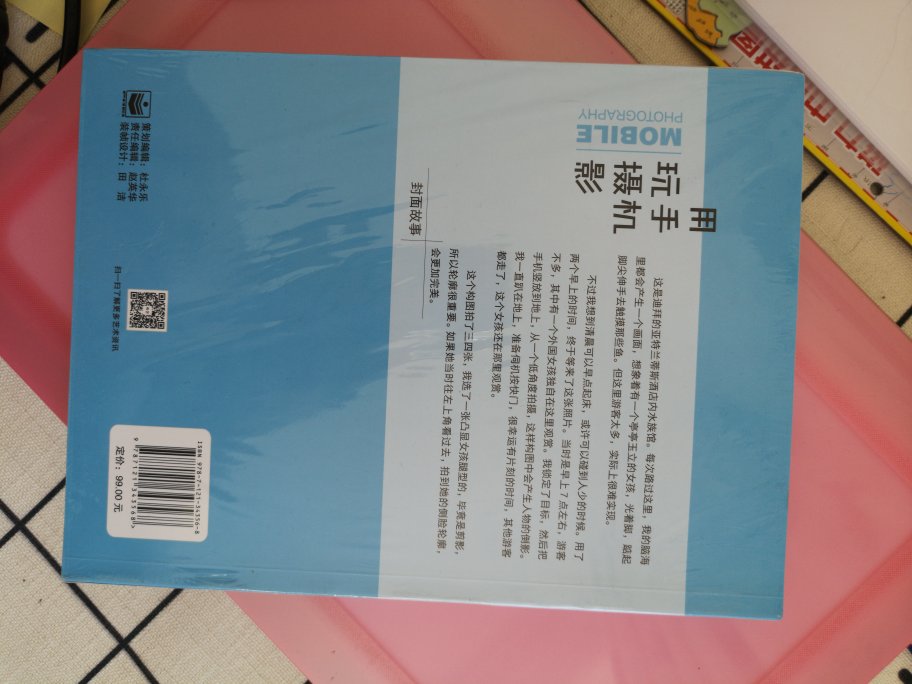 用手机
玩摄影
MOBILE
PHOTOGRAPHY
这是迪拜的亚特兰蒂斯酒店内水族馆。每次路过这里，我的脑海
里都会产生一个画面，想象着有一个亭亭玉立的女孩，光着脚，踮起
脚尖伸手去触摸那些鱼。但这里游客太多，实际上很难实现。
不过我想到清晨可以早点起床，或许可以碰到人少的时候。用了
两个早上的时间，终于等来了这张照片。当时是早上7点左右，游客
不多，其中有一个外国女孩独自在这里观赏。我锁定了目标，然后把
手机竖放到地上，从一个低角度拍摄，这样构图中会产生人物的倒影。
我一直趴在地上，准备伺机按快门，很幸运有片刻的时间，其他游客
都走了，这个女孩还在那里观赏。
这个构图拍了三四张，我选了一张凸显女孩腿型的，毕竟是剪影，
所以轮廓很重要。如果她当时往左上角看过去，拍到她的侧脸轮廓，
会更加完美。
封面故事
策划编辑：杜永乐
责任编辑：赵英华
装帧设计：田 洁
扫一扫了解更多艺术资讯
ISBN 978-7-121-34356-8
9 787121 343568 >
定价：99.00 元